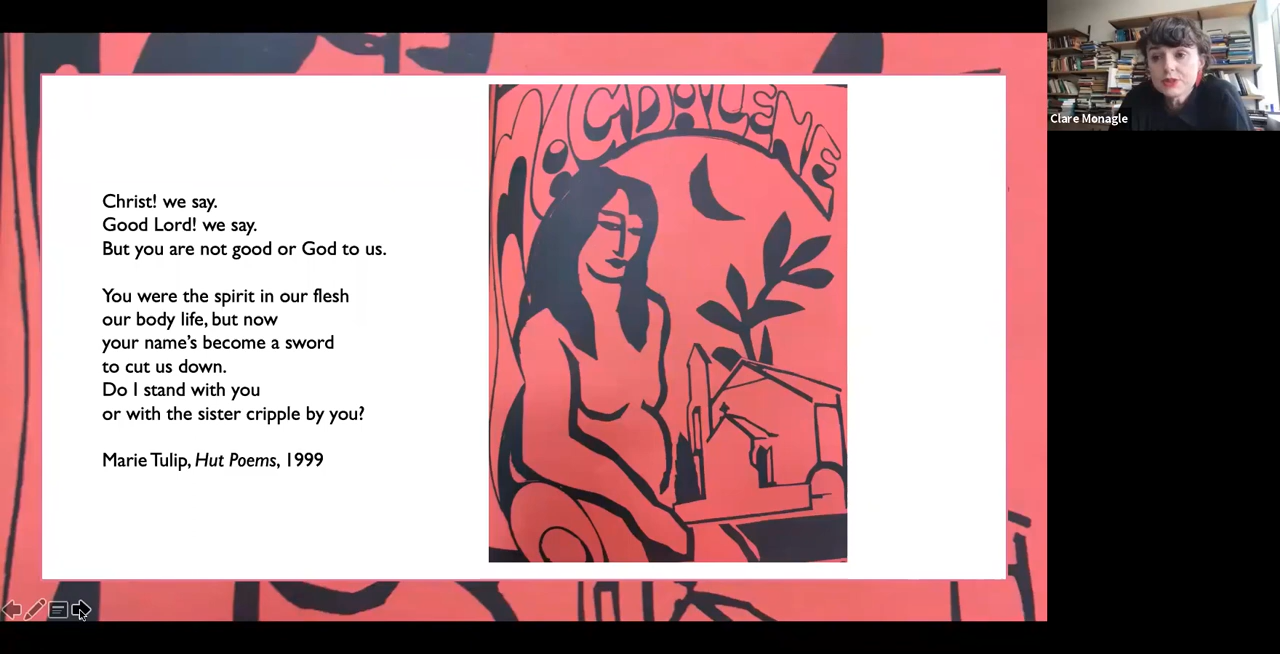 Christ! we say.
Good Lord! we say.
But you are not good or God to us.
You were the spirit in our flesh
our body life, but now
your name’s become a sword
to cut us down.
Do I stand with you
or with the sister cripple by you?
Marie Tulip, Hut Poems, 1999
MAGDALENE
Clare Monagle